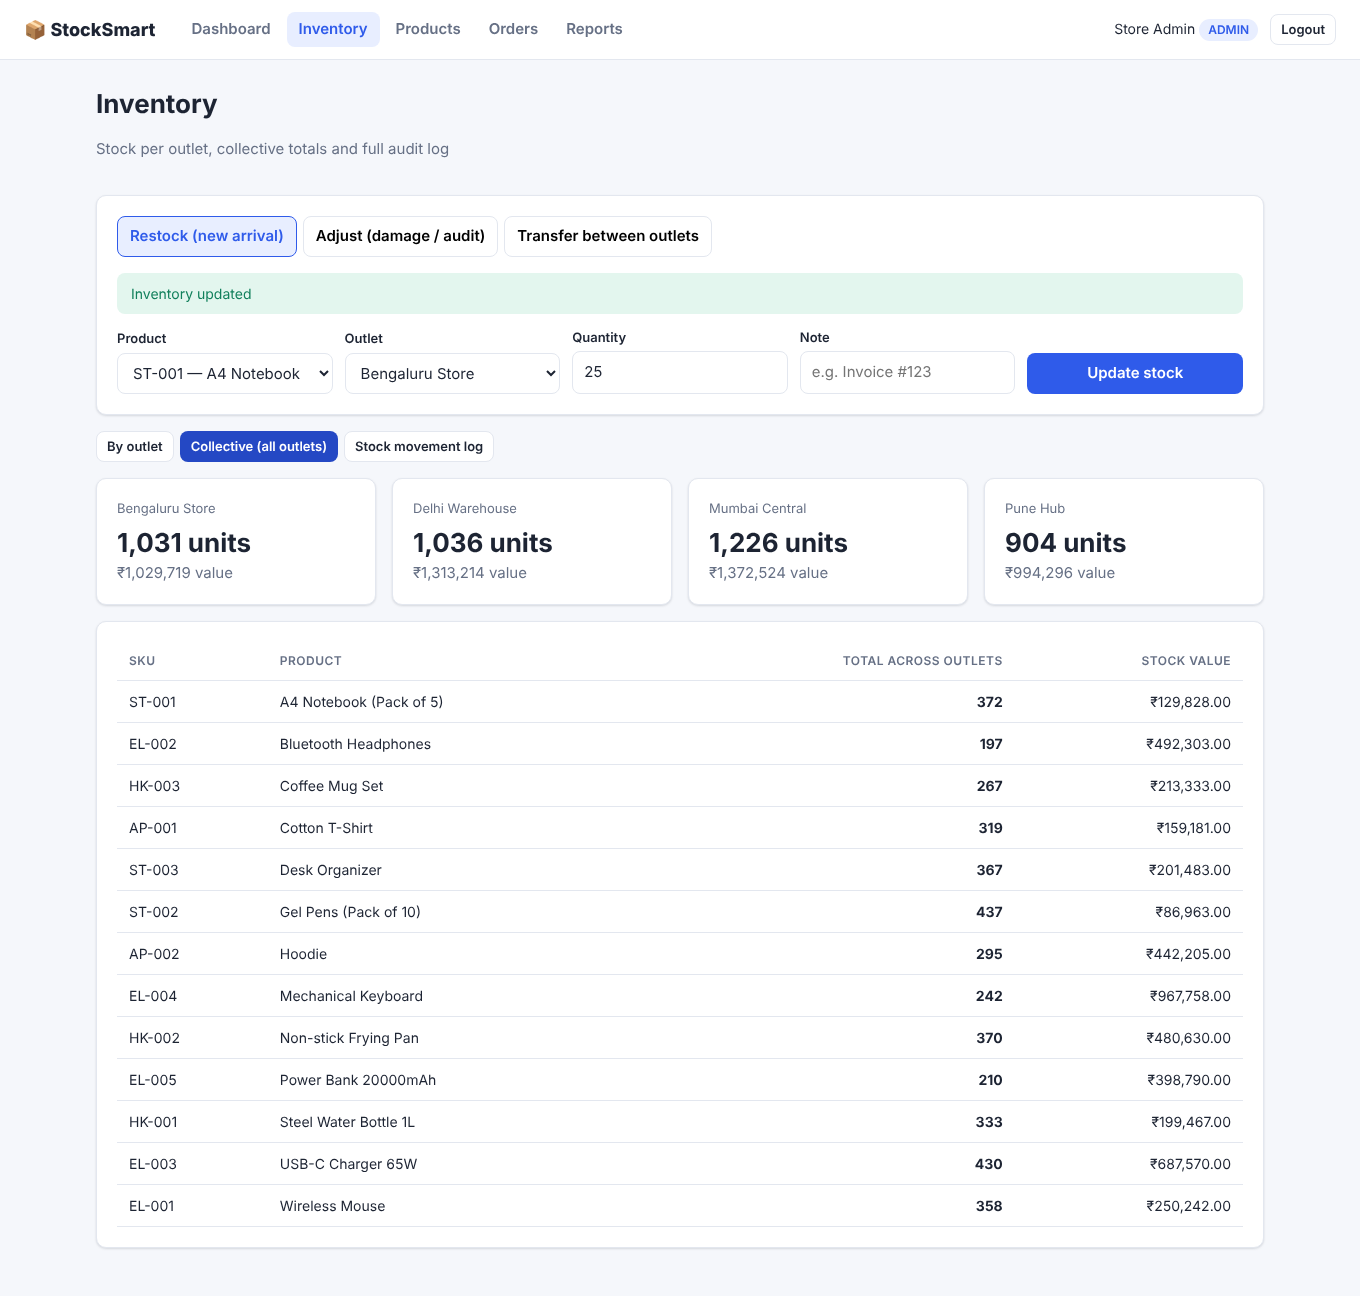 📦 StockSmart Dashboard Inventory Products Orders Reports Store Admin ADMIN Logout
Inventory
Stock per outlet, collective totals and full audit log
Restock (new arrival) Adjust (damage / audit) Transfer between outlets
Inventory updated
Product Outlet Quantity Note
ST-001 — A4 Notebook Bengaluru Store 25 e.g. Invoice #123 Update stock
By outlet Collective (all outlets) Stock movement log
Bengaluru Store Delhi Warehouse Mumbai Central Pune Hub
1,031 units 1,036 units 1,226 units 904 units
₹1,029,719 value ₹1,313,214 value ₹1,372,524 value ₹994,296 value
SKU PRODUCT TOTAL ACROSS OUTLETS STOCK VALUE
ST-001 A4 Notebook (Pack of 5) 372 ₹129,828.00
EL-002 Bluetooth Headphones 197 ₹492,303.00
HK-003 Coffee Mug Set 267 ₹213,333.00
AP-001 Cotton T-Shirt 319 ₹159,181.00
ST-003 Desk Organizer 367 ₹201,483.00
ST-002 Gel Pens (Pack of 10) 437 ₹86,963.00
AP-002 Hoodie 295 ₹442,205.00
EL-004 Mechanical Keyboard 242 ₹967,758.00
HK-002 Non-stick Frying Pan 370 ₹480,630.00
EL-005 Power Bank 20000mAh 210 ₹398,790.00
HK-001 Steel Water Bottle 1L 333 ₹199,467.00
EL-003 USB-C Charger 65W 430 ₹687,570.00
EL-001 Wireless Mouse 358 ₹250,242.00